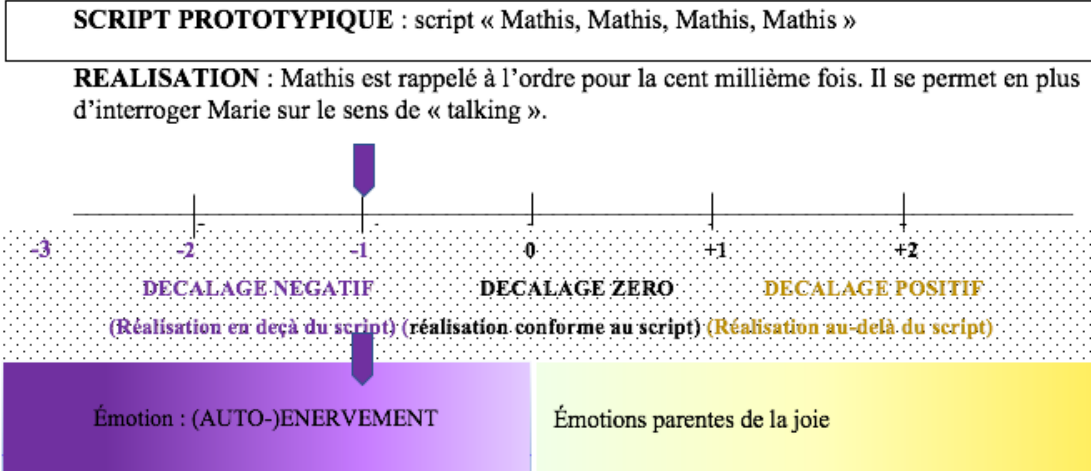 SCRIPT PROTOTYPIQUE : script « Mathis, Mathis, Mathis, Mathis »
REALISATION : Mathis est rappelé à l’ordre pour la cent millième fois. Il se permet en plus
d’interroger Marie sur le sens de « talking ».
-3 -2 -1 0 +1 +2
DECALAGE NEGATIF DECALAGE ZERO DECALAGE POSITIF
(Réalisation en deçà du script) (réalisation conforme au script) (Réalisation au-delà du script)
Émotion : (AUTO-)ENERVEMENT Émotions parentes de la joie